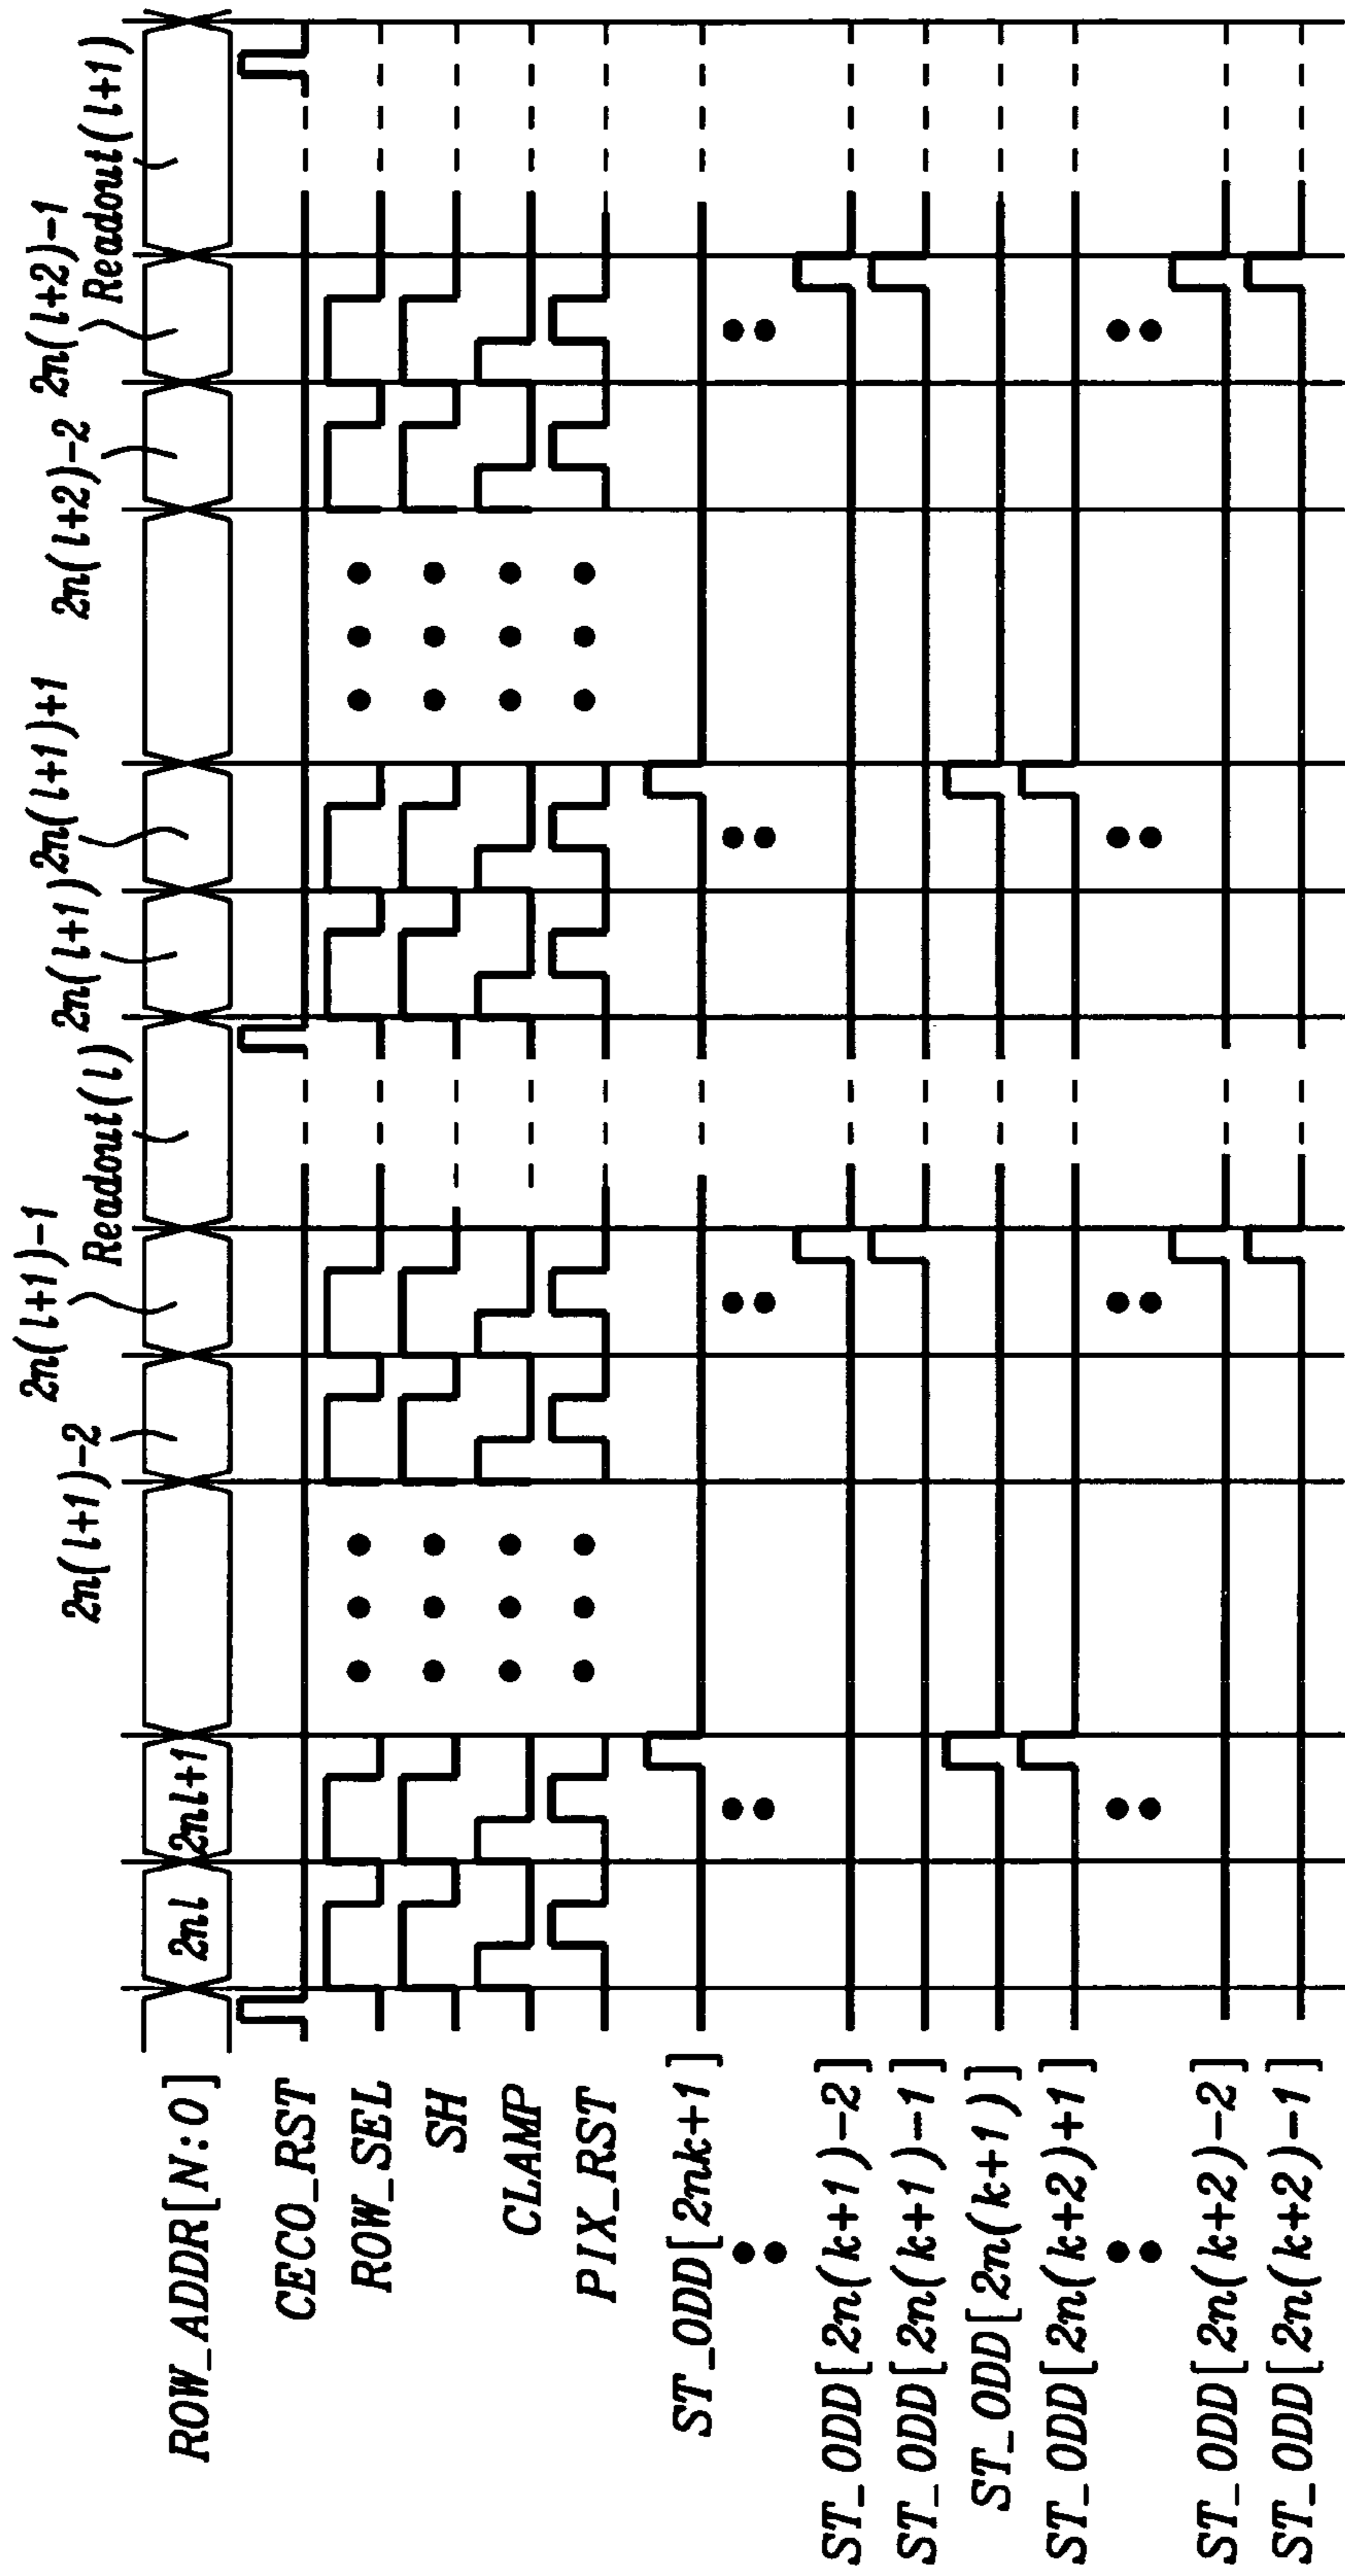 2nl
2nl+1
2n(l+1)-2
2n(l+1)-1
Readout(l)
2n(l+1)
2n(l+1)+1
2n(l+2)-2
2n(l+2)-1
Readout(l+1)
ROW_ADDR[N:0]
CECO_RST
ROW_SEL
SH
CLAMP
PIX_RST
ST_ODD[2nk+1]
ST_ODD[2n(k+1)-2]
ST_ODD[2n(k+1)-1]
ST_ODD[2n(k+1)]
ST_ODD[2n(k+2)+1]
ST_ODD[2n(k+2)-2]
ST_ODD[2n(k+2)-1]